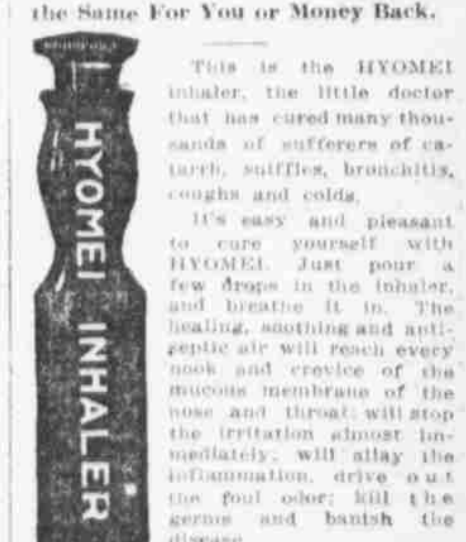 the Same For You or Money Back.
HYOMEI INHALER
This is the HYOMEI
inhaler, the little doctor
that has cured many thou-
sands of sufferers of ca-
tarrh, sniffles, bronchitis,
coughs and colds.
It's easy and pleasant
to cure yourself with
HYOMEI. Just pour a
few drops in the inhaler,
and breathe it in. The
healing, soothing and anti-
septic air will reach every
nook and crevice of the
mucous membrane of the
nose and throat; will stop
the irritation almost im-
mediately, will allay the
inflammation, drive out
the foul odor; kill the
germs and banish the
disease